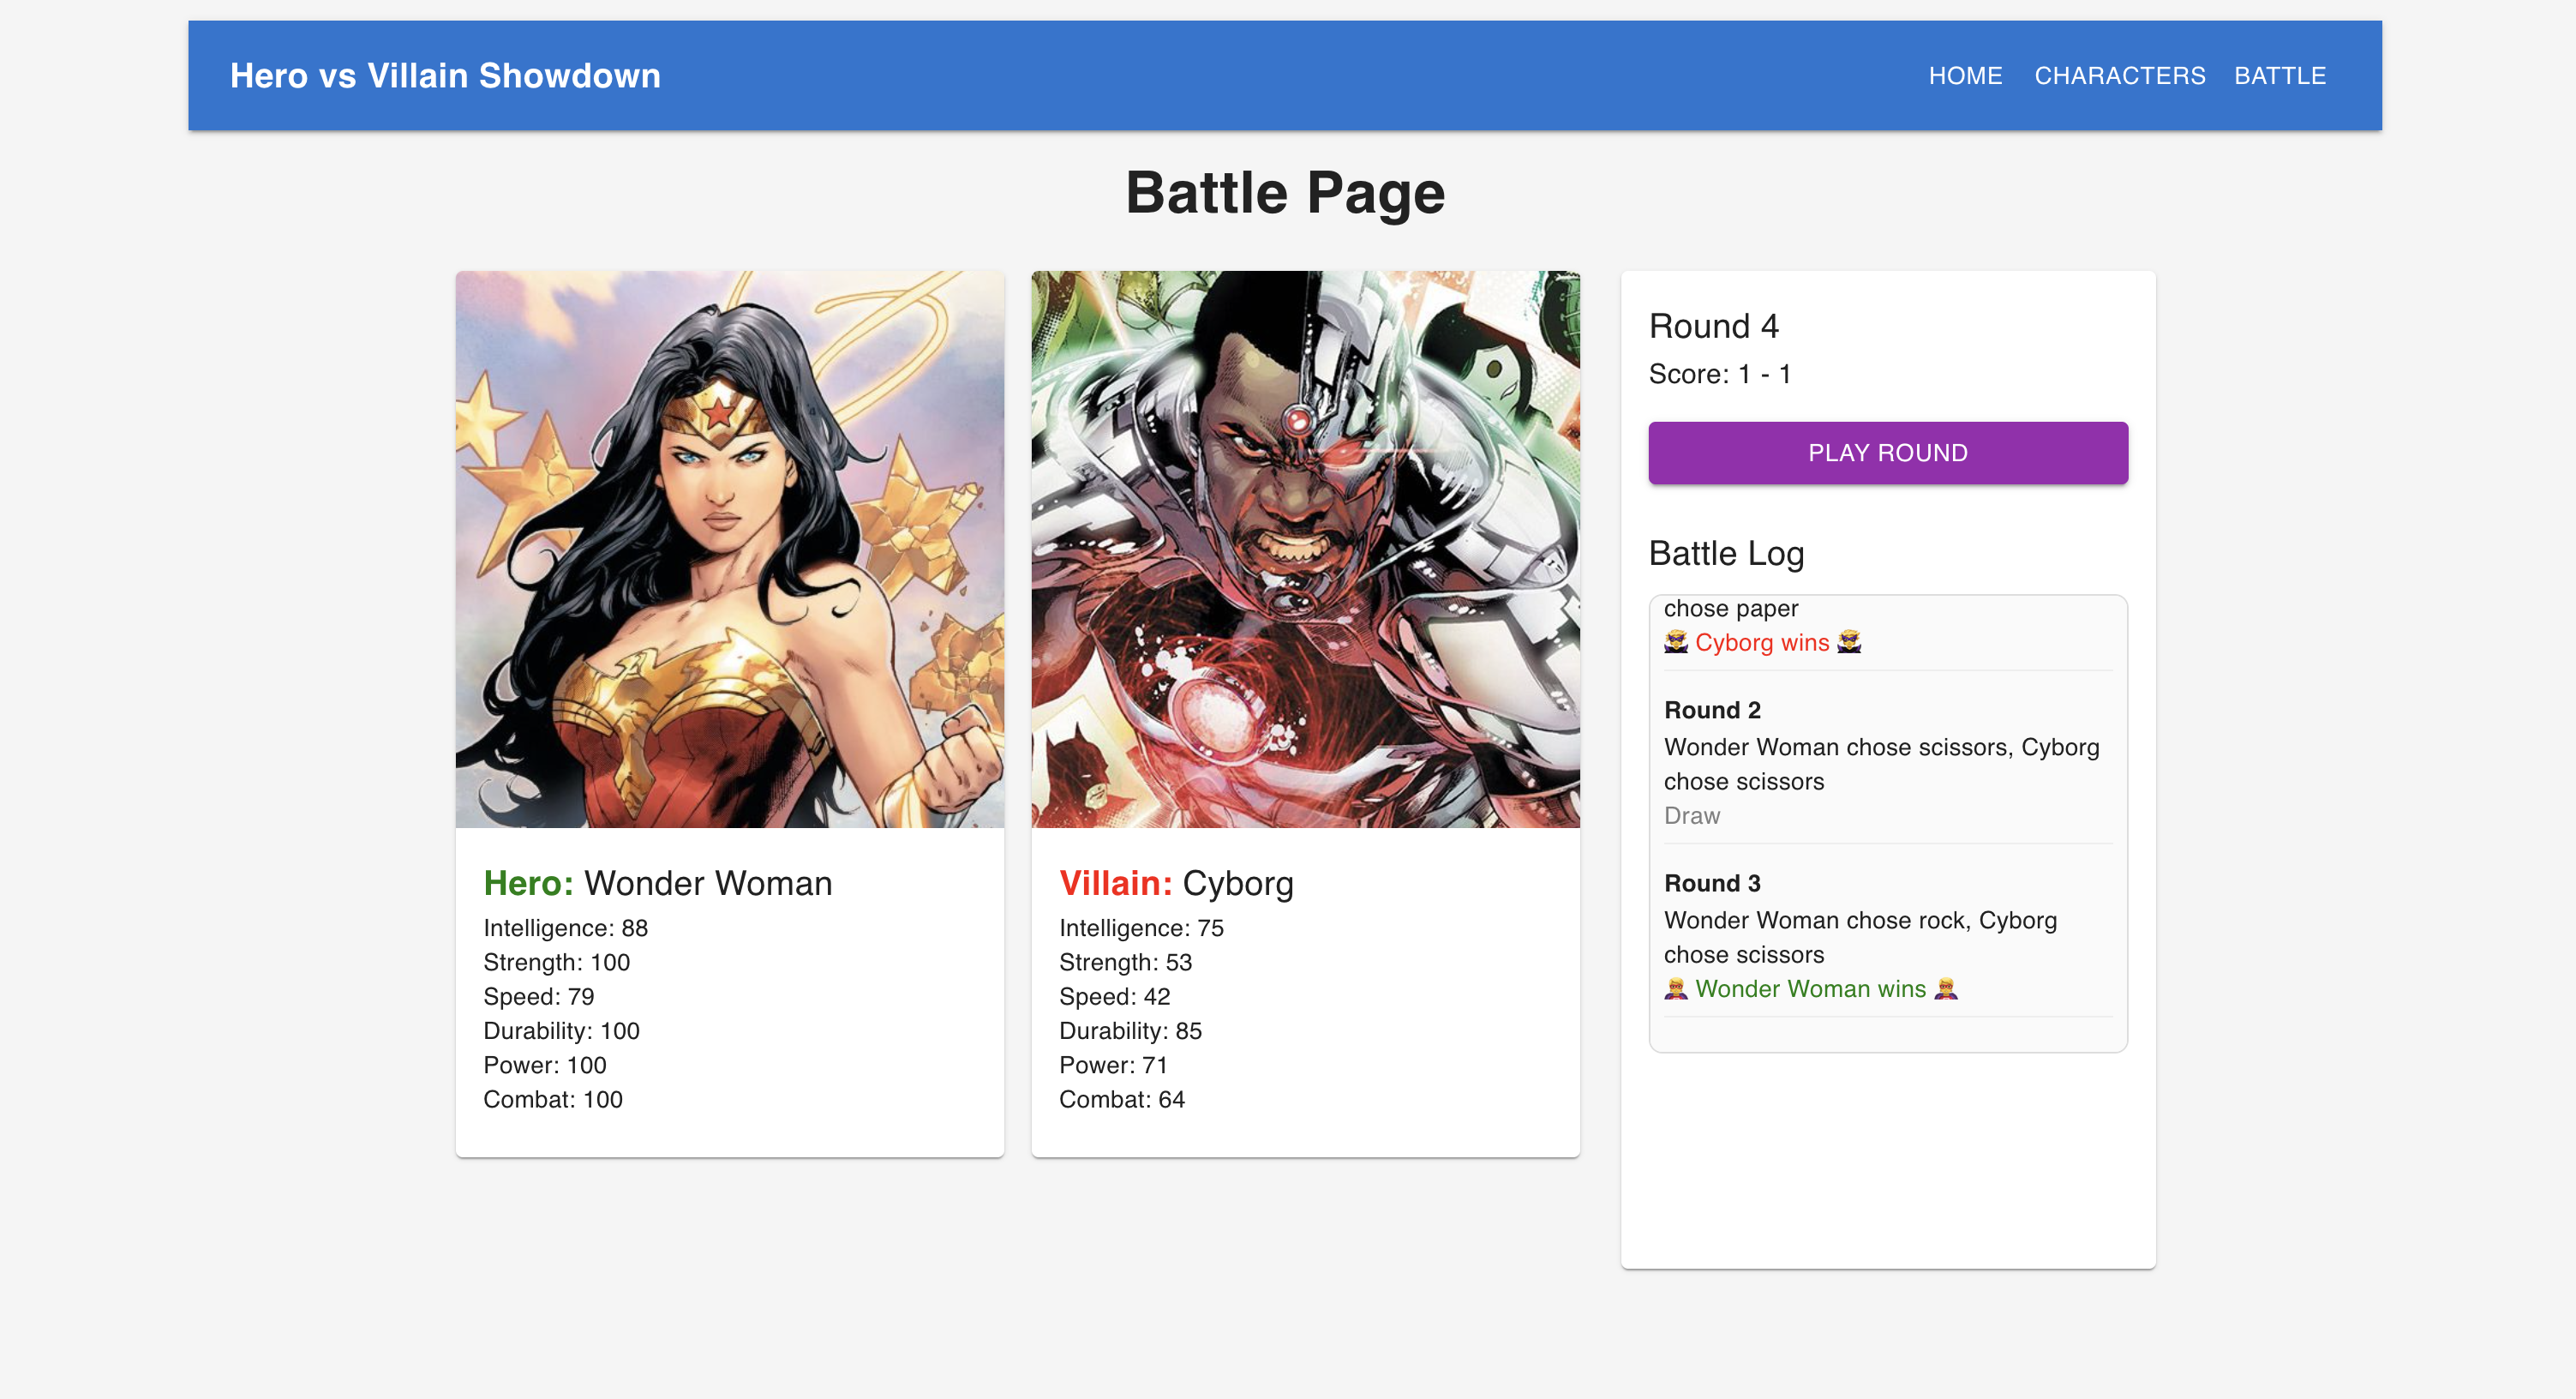 Hero vs Villain Showdown
HOME CHARACTERS BATTLE
Battle Page
Hero: Wonder Woman
Intelligence: 88
Strength: 100
Speed: 79
Durability: 100
Power: 100
Combat: 100
Villain: Cyborg
Intelligence: 75
Strength: 53
Speed: 42
Durability: 85
Power: 71
Combat: 64
Round 4
Score: 1 - 1
PLAY ROUND
Battle Log
chose paper
🦹 Cyborg wins 🦹
Round 2
Wonder Woman chose scissors, Cyborg
chose scissors
Draw
Round 3
Wonder Woman chose rock, Cyborg
chose scissors
🦸 Wonder Woman wins 🦸